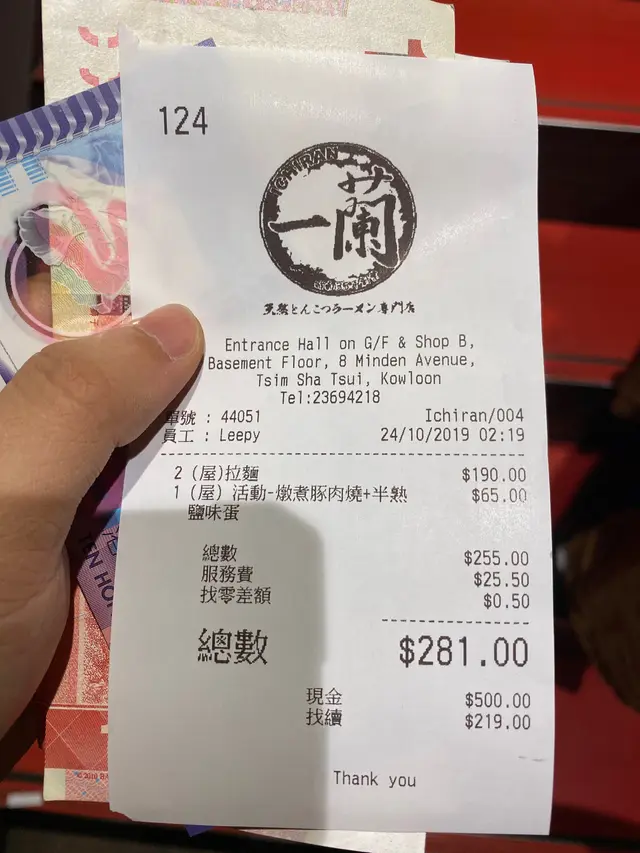 124
ICHIRAN
一蘭
天然とんこつラーメン専門店
Entrance Hall on G/F & Shop B,
Basement Floor, 8 Minden Avenue,
Tsim Sha Tsui, Kowloon
Tel:23694218
單號 : 44051 Ichiran/004
員工 : Leepy 24/10/2019 02:19
2 (屋)拉麵 $190.00
1 (屋) 活動-燉煮豚肉燒+半熟 $65.00
鹽味蛋
總數 $255.00
服務費 $25.50
找零差額 $0.50
總數 $281.00
現金 $500.00
找續 $219.00
Thank you
TEN HO